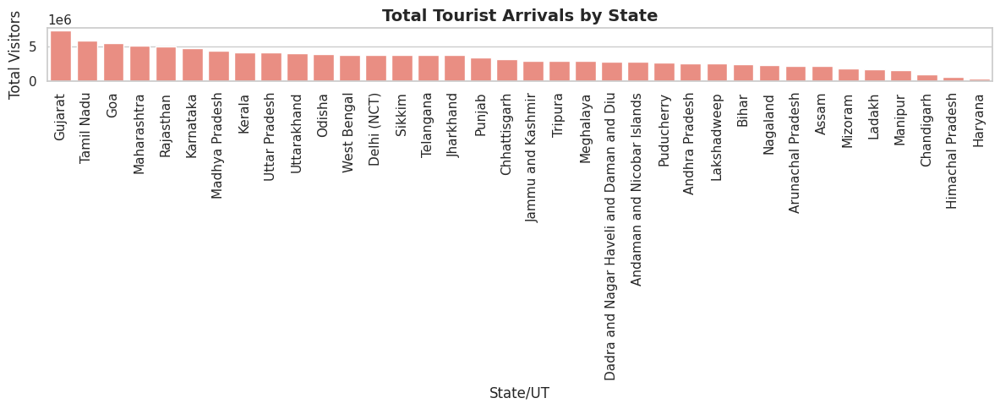 Total Tourist Arrivals by State
1e6
Total Visitors
5
0
Gujarat
Tamil Nadu
Goa
Maharashtra
Rajasthan
Karnataka
Madhya Pradesh
Kerala
Uttar Pradesh
Uttarakhand
Odisha
West Bengal
Delhi (NCT)
Sikkim
Telangana
Jharkhand
Punjab
Chhattisgarh
Jammu and Kashmir
Tripura
Meghalaya
Dadra and Nagar Haveli and Daman and Diu
Andaman and Nicobar Islands
Puducherry
Andhra Pradesh
Lakshadweep
Bihar
Nagaland
Arunachal Pradesh
Assam
Mizoram
Ladakh
Manipur
Chandigarh
Himachal Pradesh
Haryana
State/UT